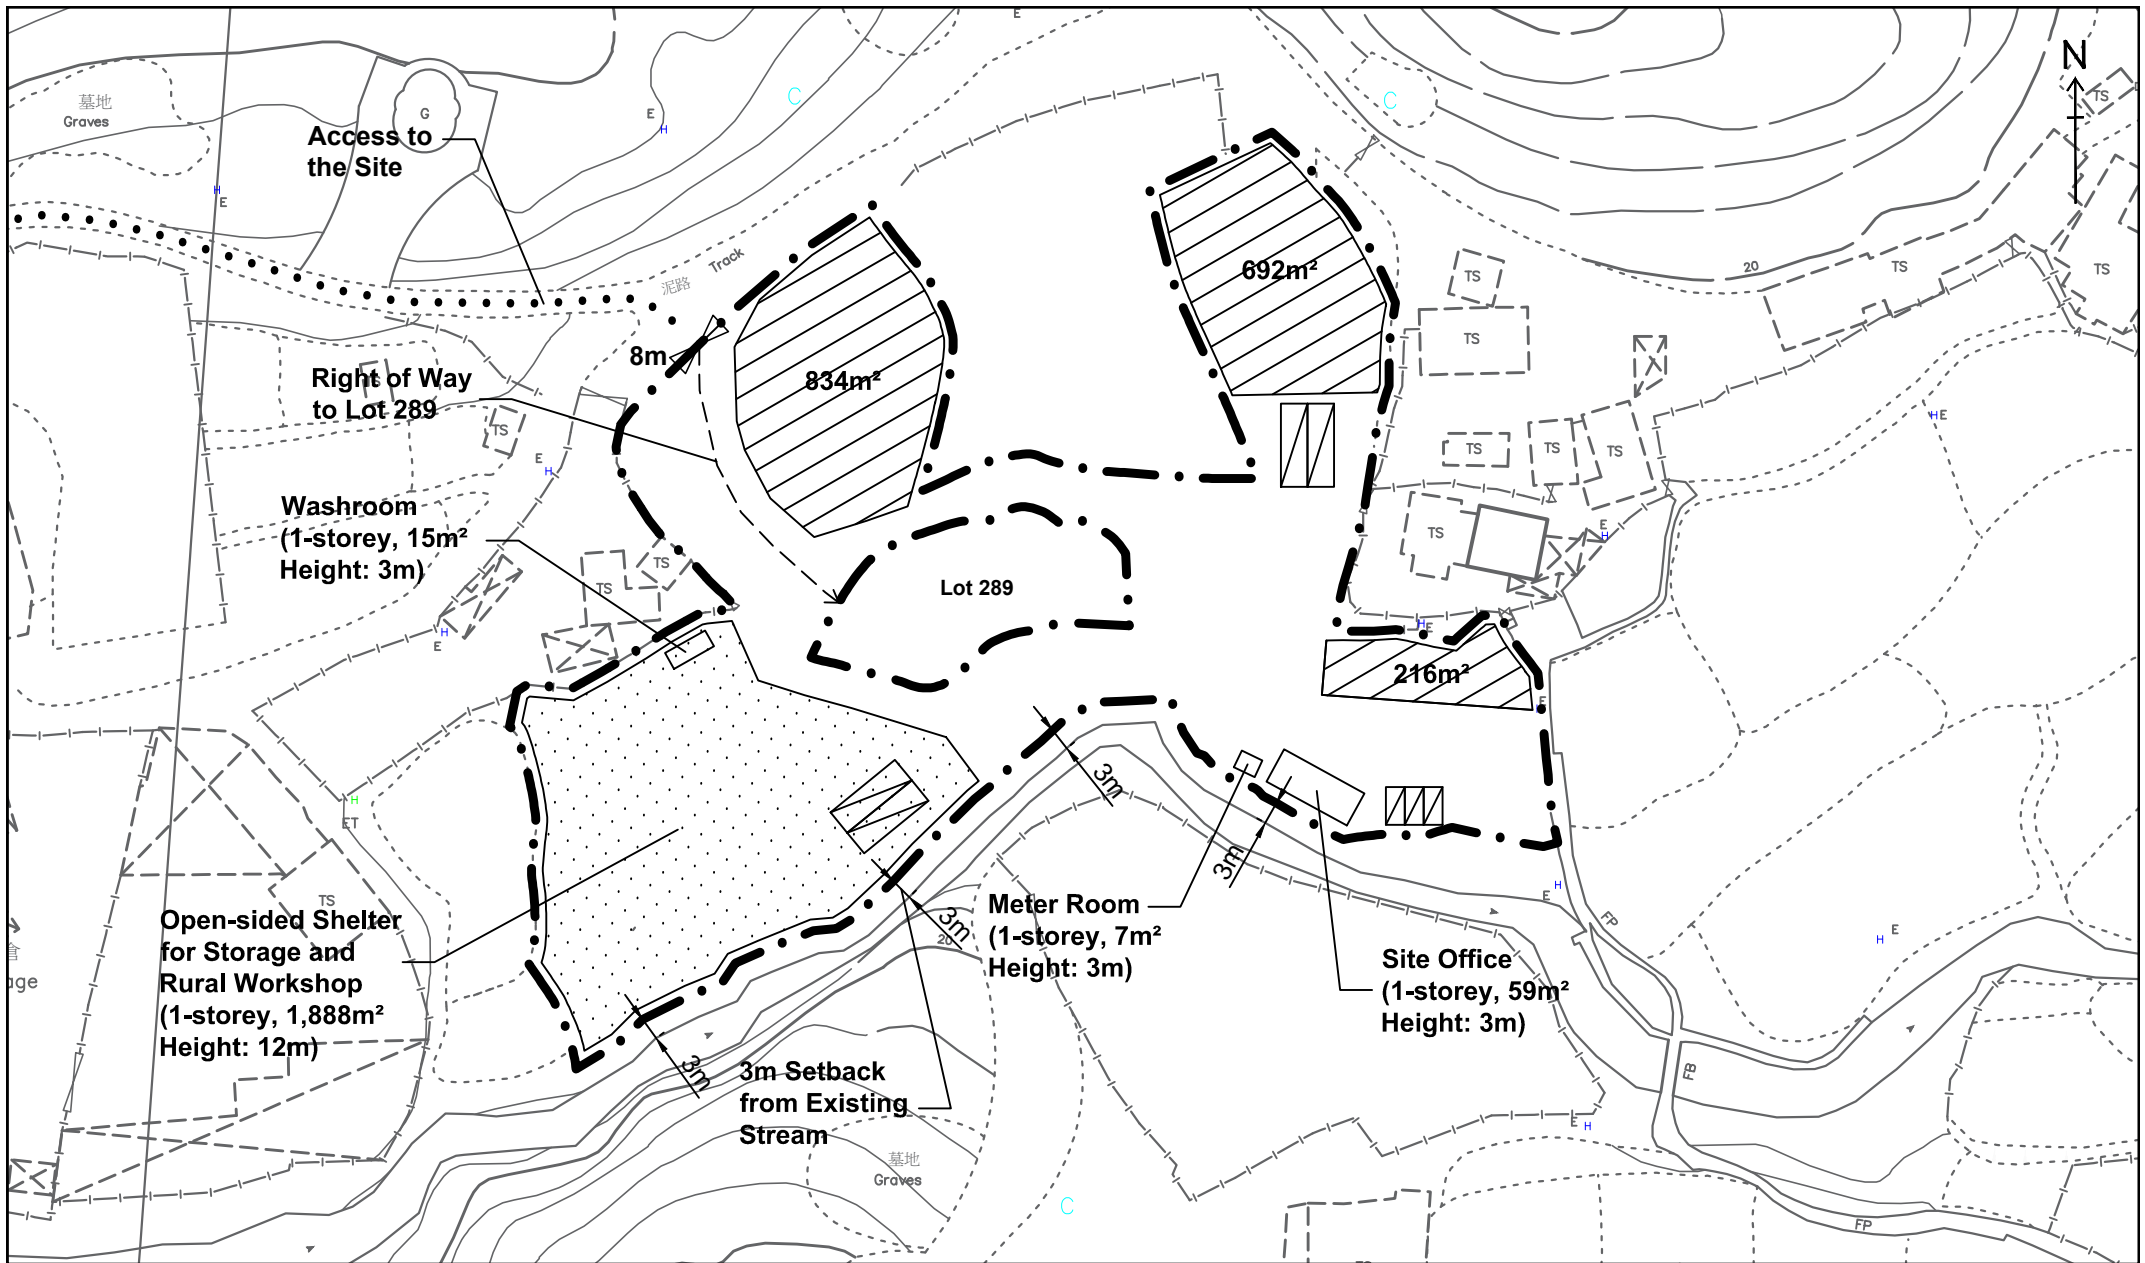 E
N
C
C
墓地
Graves
G
E
H
TS
Access to
the Site
H
E
泥路
Track
20
TS
TS
692m²
TS
TS
8m
834m²
Right of Way
to Lot 289
TS
TS
TS
TS
TS
HE
E
H
Washroom
(1-storey, 15m²
Height: 3m)
TS
E
H
TS
TS
Lot 289
H
E
H
E
216m²
E
H
H
ET
3m
3m
TS
Open-sided Shelter
for Storage and
Rural Workshop
(1-storey, 1,888m²
Height: 12m)
倉
age
3m
20
Meter Room
(1-storey, 7m²
Height: 3m)
E
H
FP
H
E
Site Office
(1-storey, 59m²
Height: 3m)
3m
3m Setback
from Existing
Stream
FB
E
H
墓地
Graves
C
FP